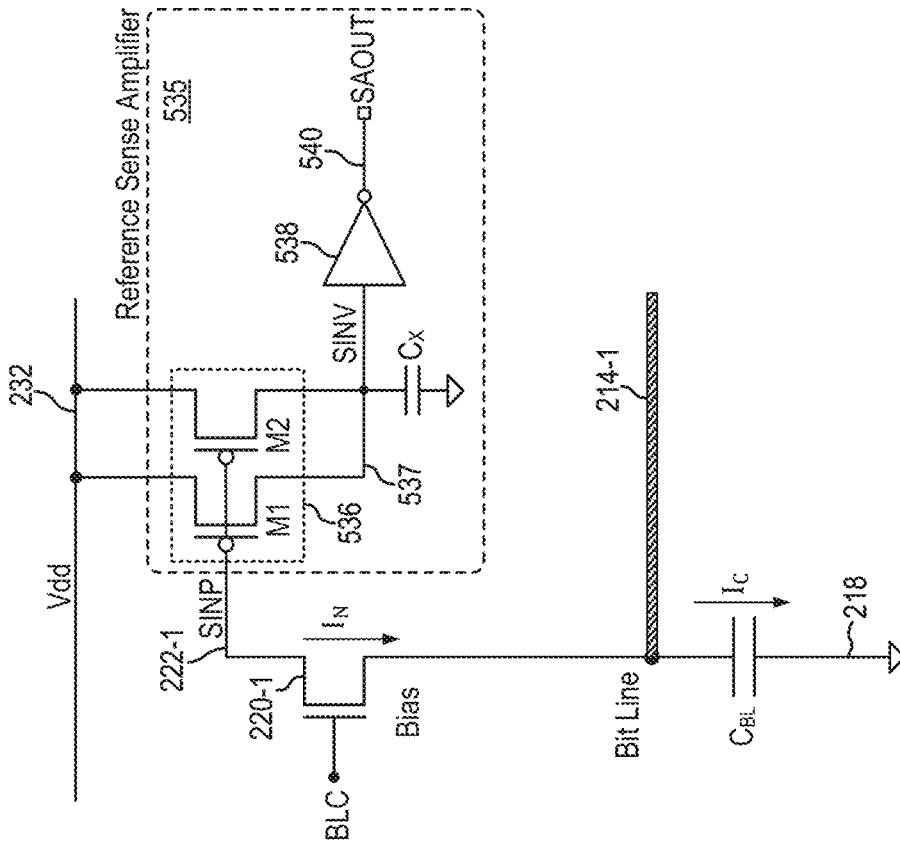 Reference Sense Amplifier
535
232
Vdd
M1
M2
536
SINP
222-1
537
SINV
538
540
SAOUT
Cx
220-1
IN
BLC
Bias
214-1
Bit Line
IC
CBL
218